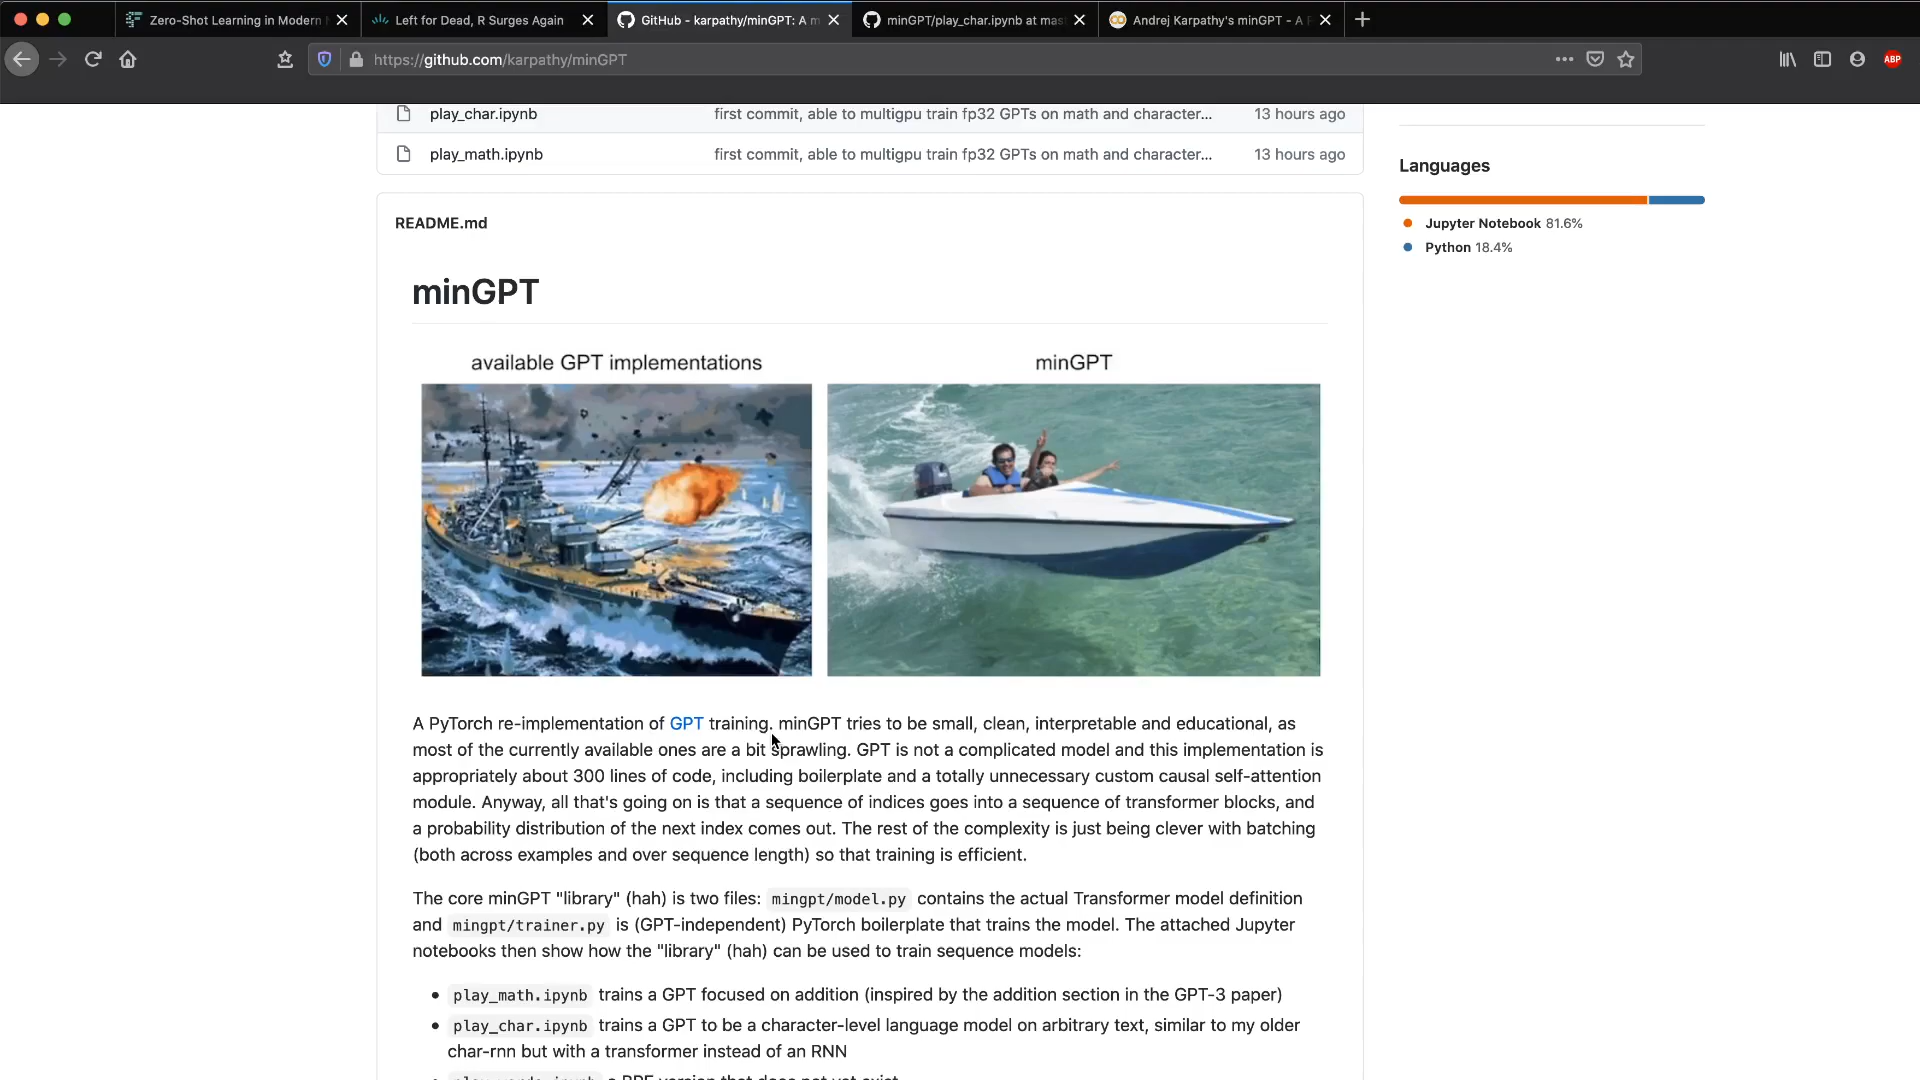 Zero-Shot Learning in Modern
Left for Dead, R Surges Again
GitHub - karpathy/minGPT: A m
minGPT/play_char.ipynb at mas
Andrej Karpathy's minGPT - A
https://github.com/karpathy/minGPT
ABP
play_char.ipynb first commit, able to multigpu train fp32 GPTs on math and character... 13 hours ago
play_math.ipynb first commit, able to multigpu train fp32 GPTs on math and character... 13 hours ago
Languages
Jupyter Notebook 81.6%
Python 18.4%
README.md
minGPT
available GPT implementations
minGPT
A PyTorch re-implementation of GPT training. minGPT tries to be small, clean, interpretable and educational, as
most of the currently available ones are a bit sprawling. GPT is not a complicated model and this implementation is
appropriately about 300 lines of code, including boilerplate and a totally unnecessary custom causal self-attention
module. Anyway, all that's going on is that a sequence of indices goes into a sequence of transformer blocks, and
a probability distribution of the next index comes out. The rest of the complexity is just being clever with batching
(both across examples and over sequence length) so that training is efficient.
The core minGPT "library" (hah) is two files: mingpt/model.py contains the actual Transformer model definition
and mingpt/trainer.py is (GPT-independent) PyTorch boilerplate that trains the model. The attached Jupyter
notebooks then show how the "library" (hah) can be used to train sequence models:
• play_math.ipynb trains a GPT focused on addition (inspired by the addition section in the GPT-3 paper)
• play_char.ipynb trains a GPT to be a character-level language model on arbitrary text, similar to my older
char-rnn but with a transformer instead of an RNN